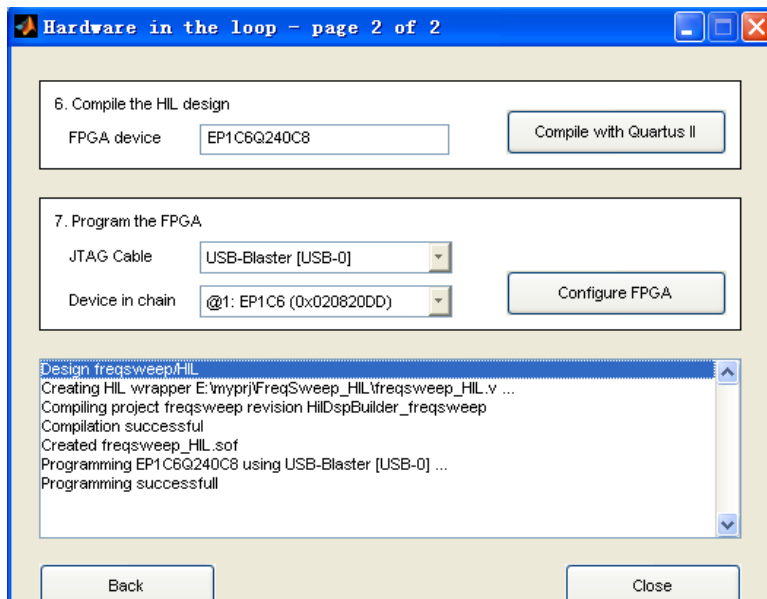 Hardware in the loop - page 2 of 2
6. Compile the HIL design
FPGA device EP1C6Q240C8 Compile with Quartus II
7. Program the FPGA
JTAG Cable USB-Blaster [USB-0]
Device in chain @1: EP1C6 (0x020820DD) Configure FPGA
Design freqsweep/HIL
Creating HIL wrapper E:\myprj\FreqSweep_HIL\freqsweep_HIL.v ...
Compiling project freqsweep revision HilDspBuilder_freqsweep
Compilation successful
Created freqsweep_HIL.sof
Programming EP1C6Q240C8 using USB-Blaster [USB-0] ...
Programming successfull
Back Close